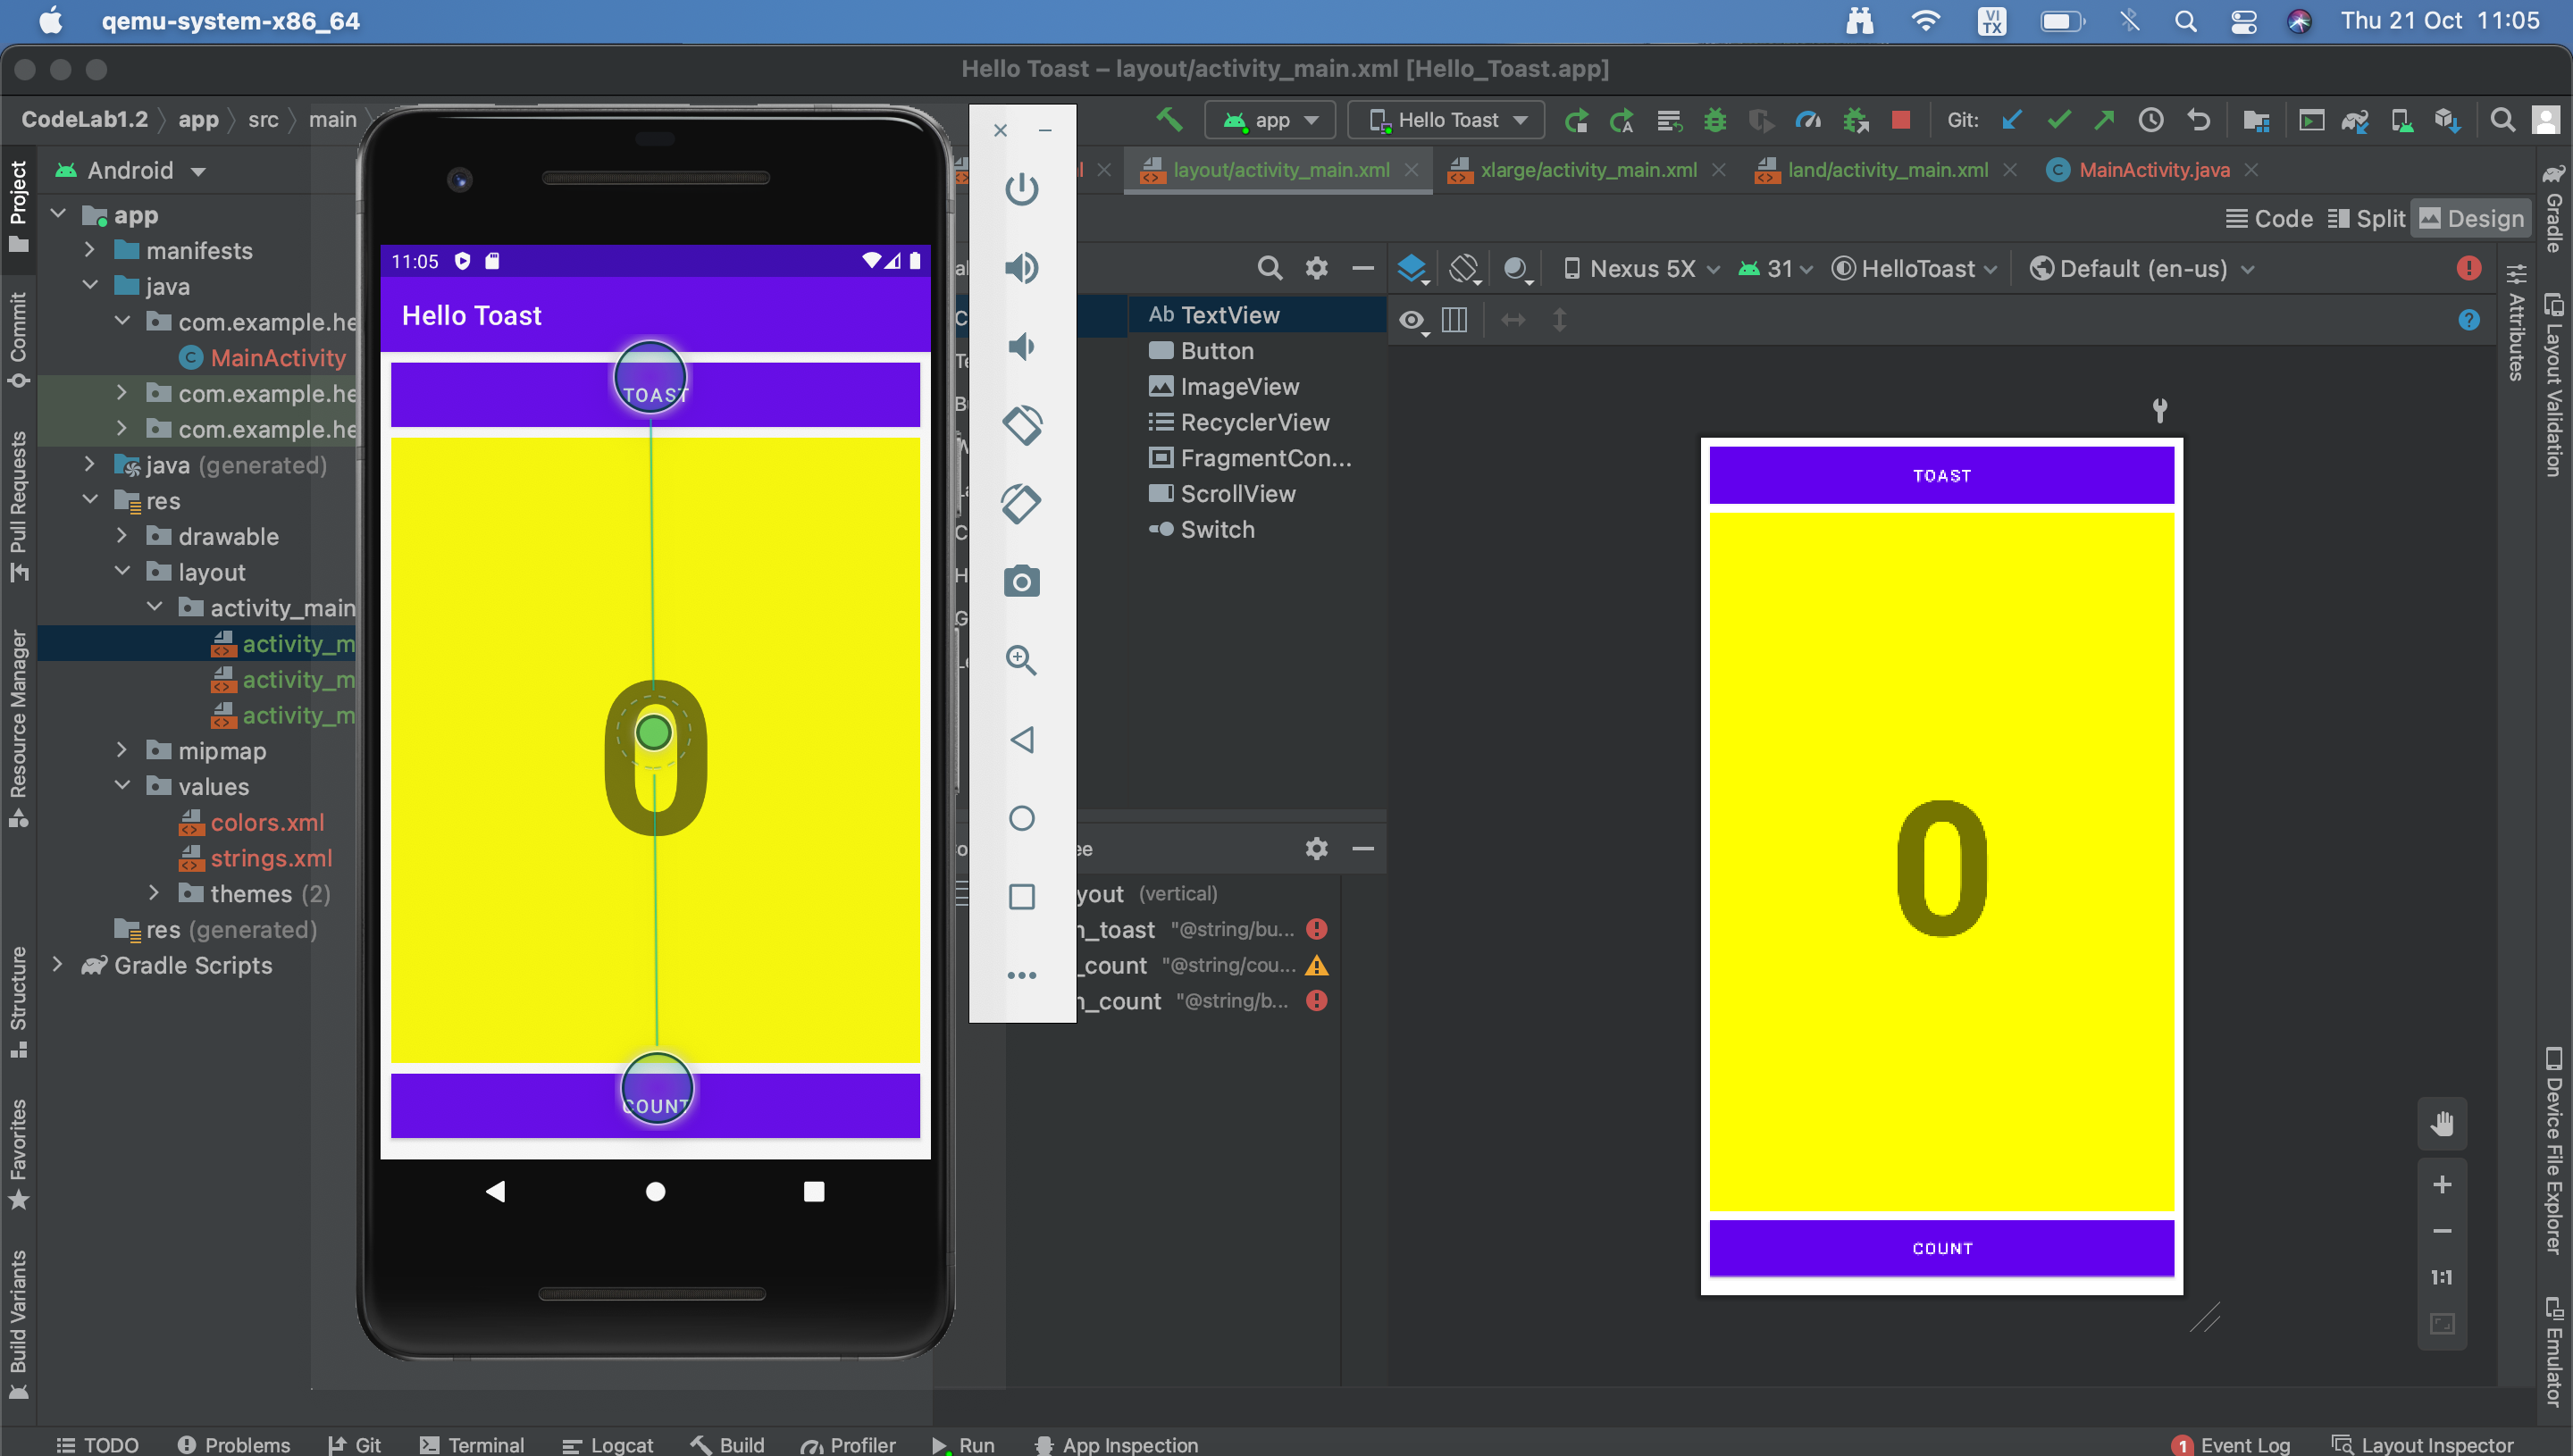 qemu-system-x86_64
VI
TX
Thu 21 Oct 11:05
Hello Toast – layout/activity_main.xml [Hello_Toast.app]
CodeLab1.2
app
src
main
app
Hello Toast
Git:
Android
layout/activity_main.xml
xlarge/activity_main.xml
land/activity_main.xml
MainActivity.java
Code
Split
Design
Project
Commit
Pull Requests
Resource Manager
Structure
Favorites
Build Variants
app
manifests
java
com.example.he
MainActivity
com.example.he
com.example.he
java (generated)
res
drawable
layout
activity_main
activity_m
activity_m
activity_m
mipmap
values
colors.xml
strings.xml
themes (2)
res (generated)
Gradle Scripts
11:05
Hello Toast
TOAST
0
COUNT
Ab TextView
Button
ImageView
RecyclerView
FragmentCon...
ScrollView
Switch
ee
yout (vertical)
n_toast "@string/bu...
_count "@string/cou...
n_count "@string/b...
Nexus 5X
31
HelloToast
Default (en-us)
TOAST
0
COUNT
1:1
Gradle
Layout Validation
Attributes
Device File Explorer
Emulator
TODO
Problems
Git
Terminal
Logcat
Build
Profiler
Run
App Inspection
1 Event Log
Layout Inspector